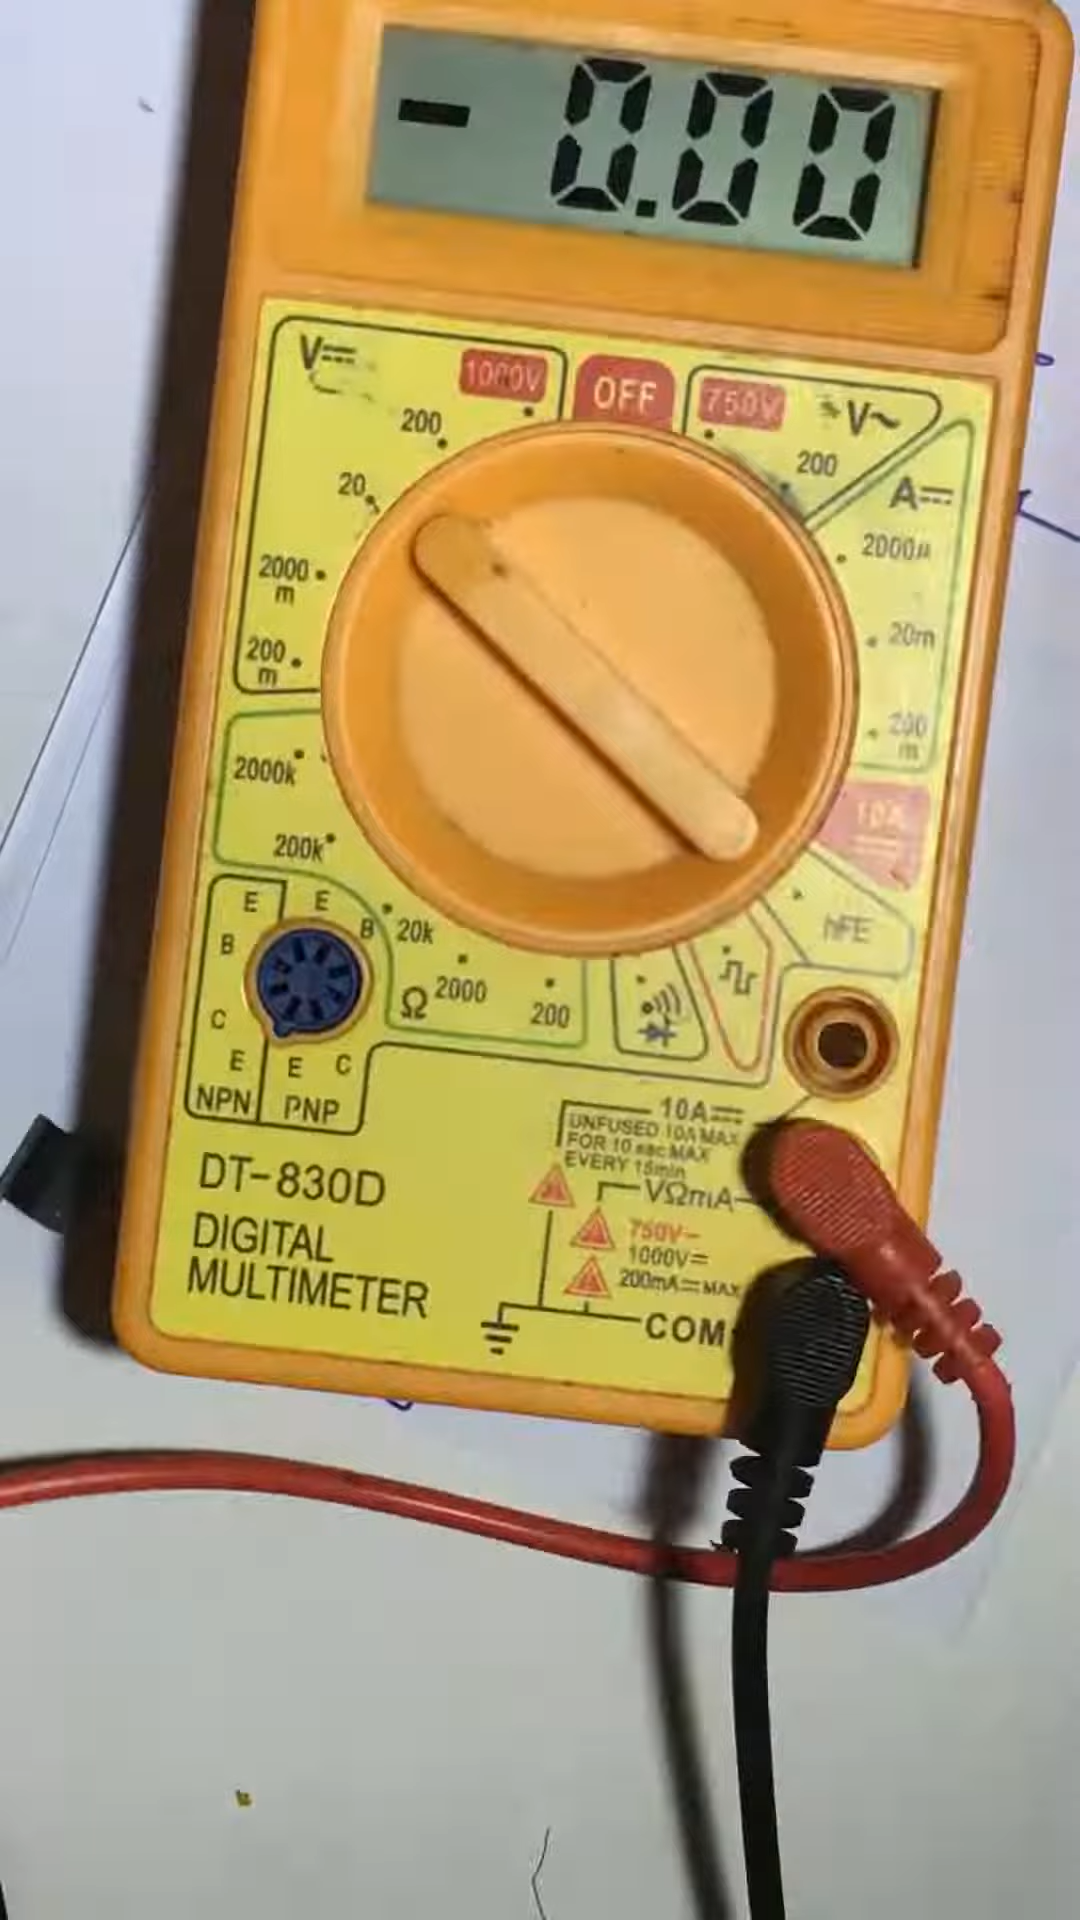 - 0.00
V⎓
1000V
OFF
750V
V~
200
200
A⎓
20
2000µ
2000
m
20m
200
m
200
m
2000k
10A
200k
E
E
B
B
20k
hFE
Ω
2000
200
C
E
E
C
NPN
PNP
10A⎓
UNFUSED 10A MAX
FOR 10 sec MAX
EVERY 15min
VΩmA
DT-830D
DIGITAL
MULTIMETER
750V~
1000V⎓
200mA⎓MAX
COM